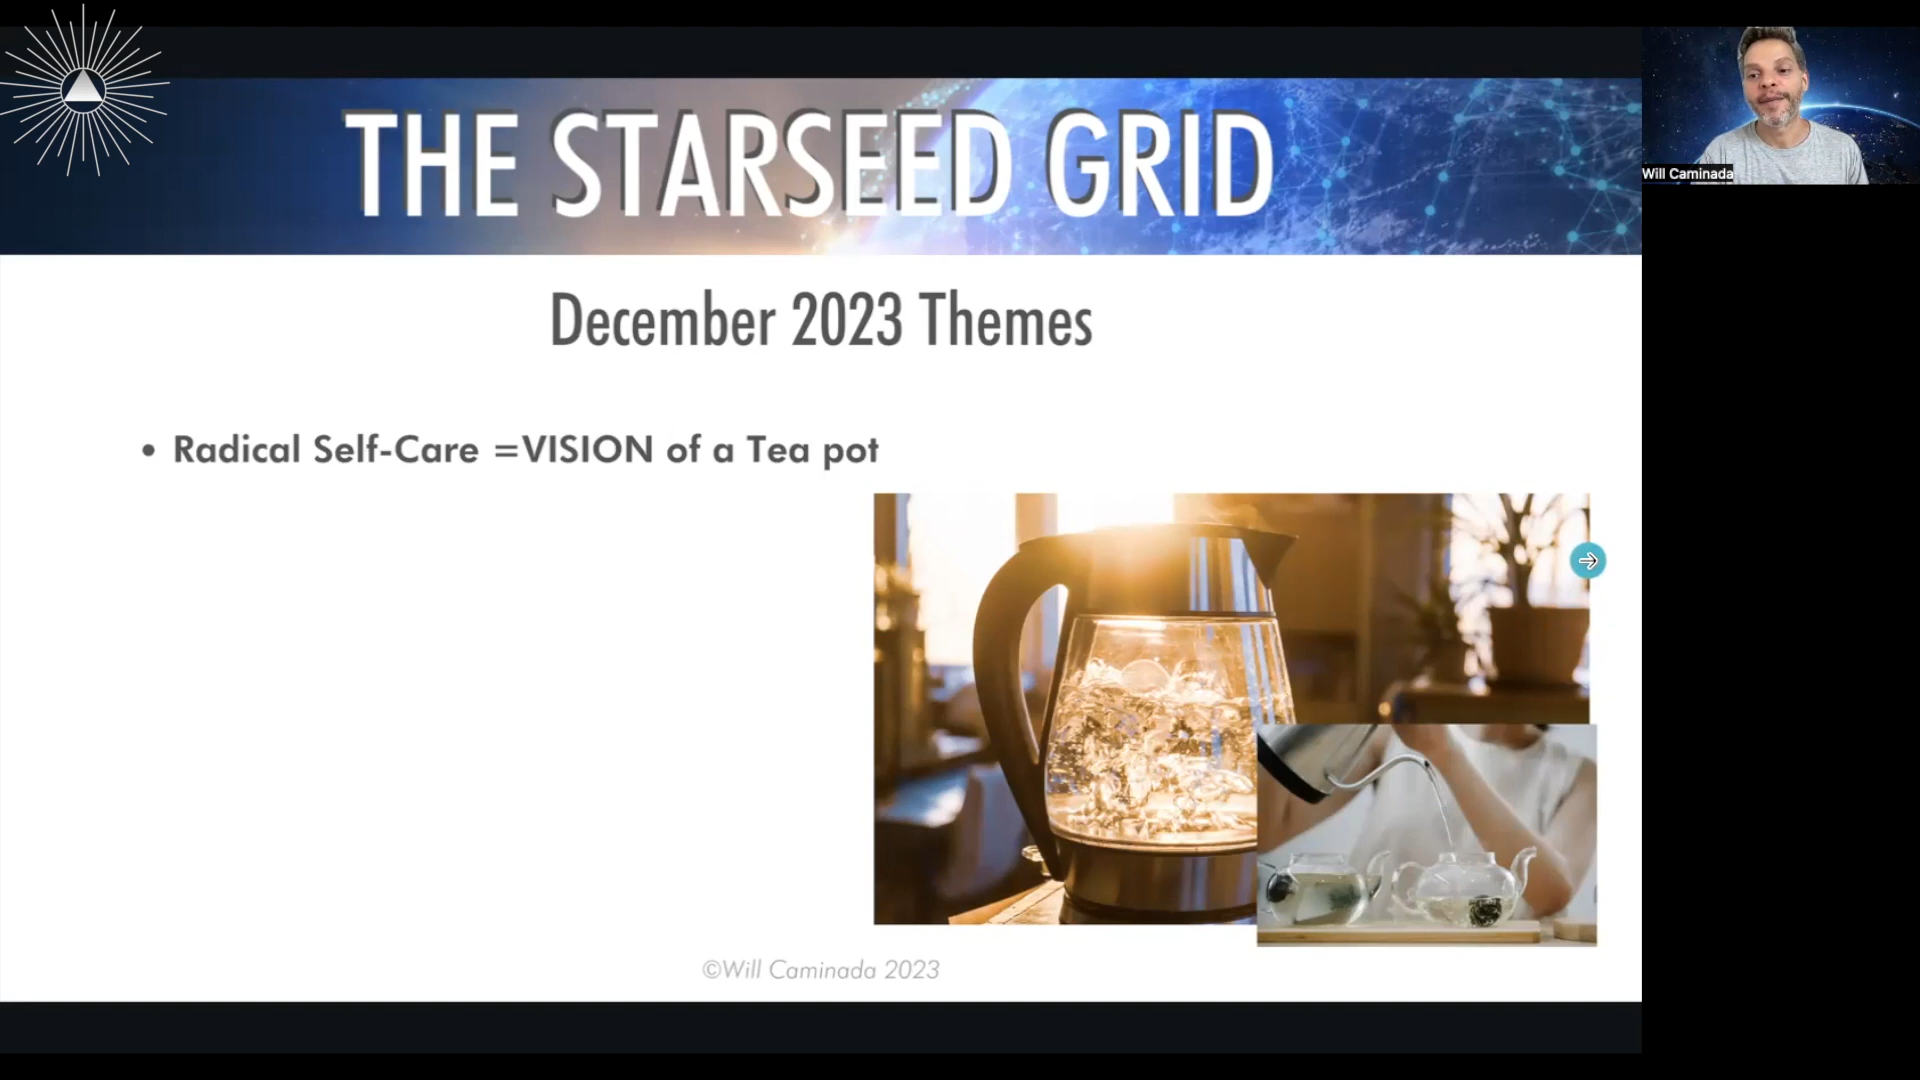 THE STARSEED GRID
Will Caminada
December 2023 Themes
• Radical Self-Care =VISION of a Tea pot
©Will Caminada 2023